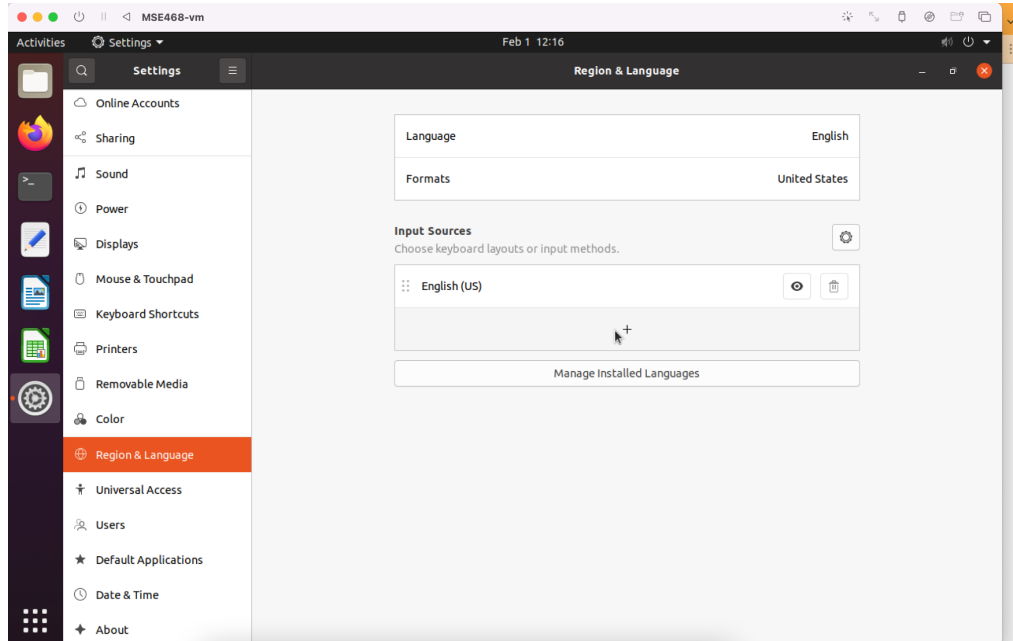 MSE468-vm
Activities
Settings
Feb 1 12:16
Settings
Region & Language
Online Accounts
Sharing
Sound
Power
Displays
Mouse & Touchpad
Keyboard Shortcuts
Printers
Removable Media
Color
Region & Language
Universal Access
Users
Default Applications
Date & Time
About
Language English
Formats United States
Input Sources
Choose keyboard layouts or input methods.
English (US)
+
Manage Installed Languages